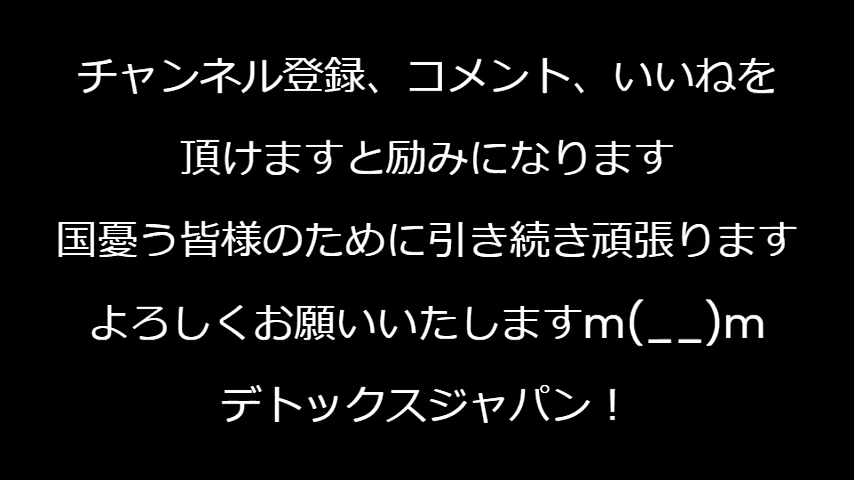 チャンネル登録、コメント、いいねを
頂けますと励みになります
国憂う皆様のために引き続き頑張ります
よろしくお願いいたしますm(__)m
デトックスジャパン！